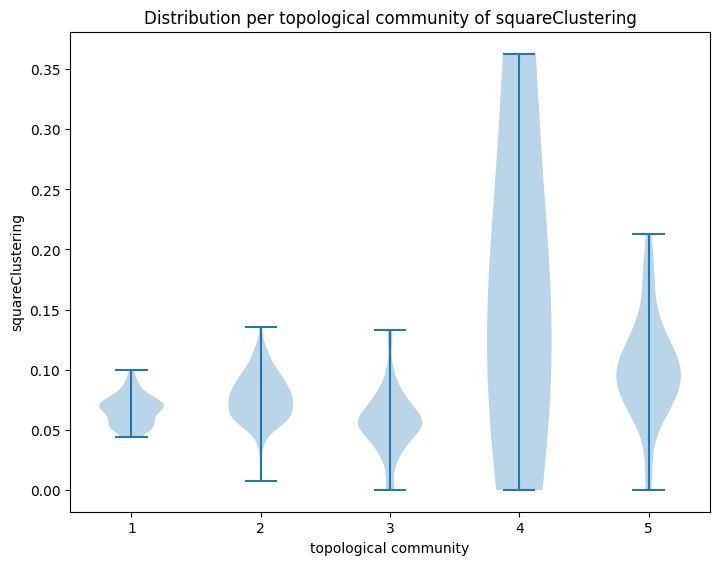 Distribution per topological community of squareClustering
0.35
0.30
0.25
0.20
0.15
0.10
0.05
0.00
squareClustering
1 2 3 4 5
topological community